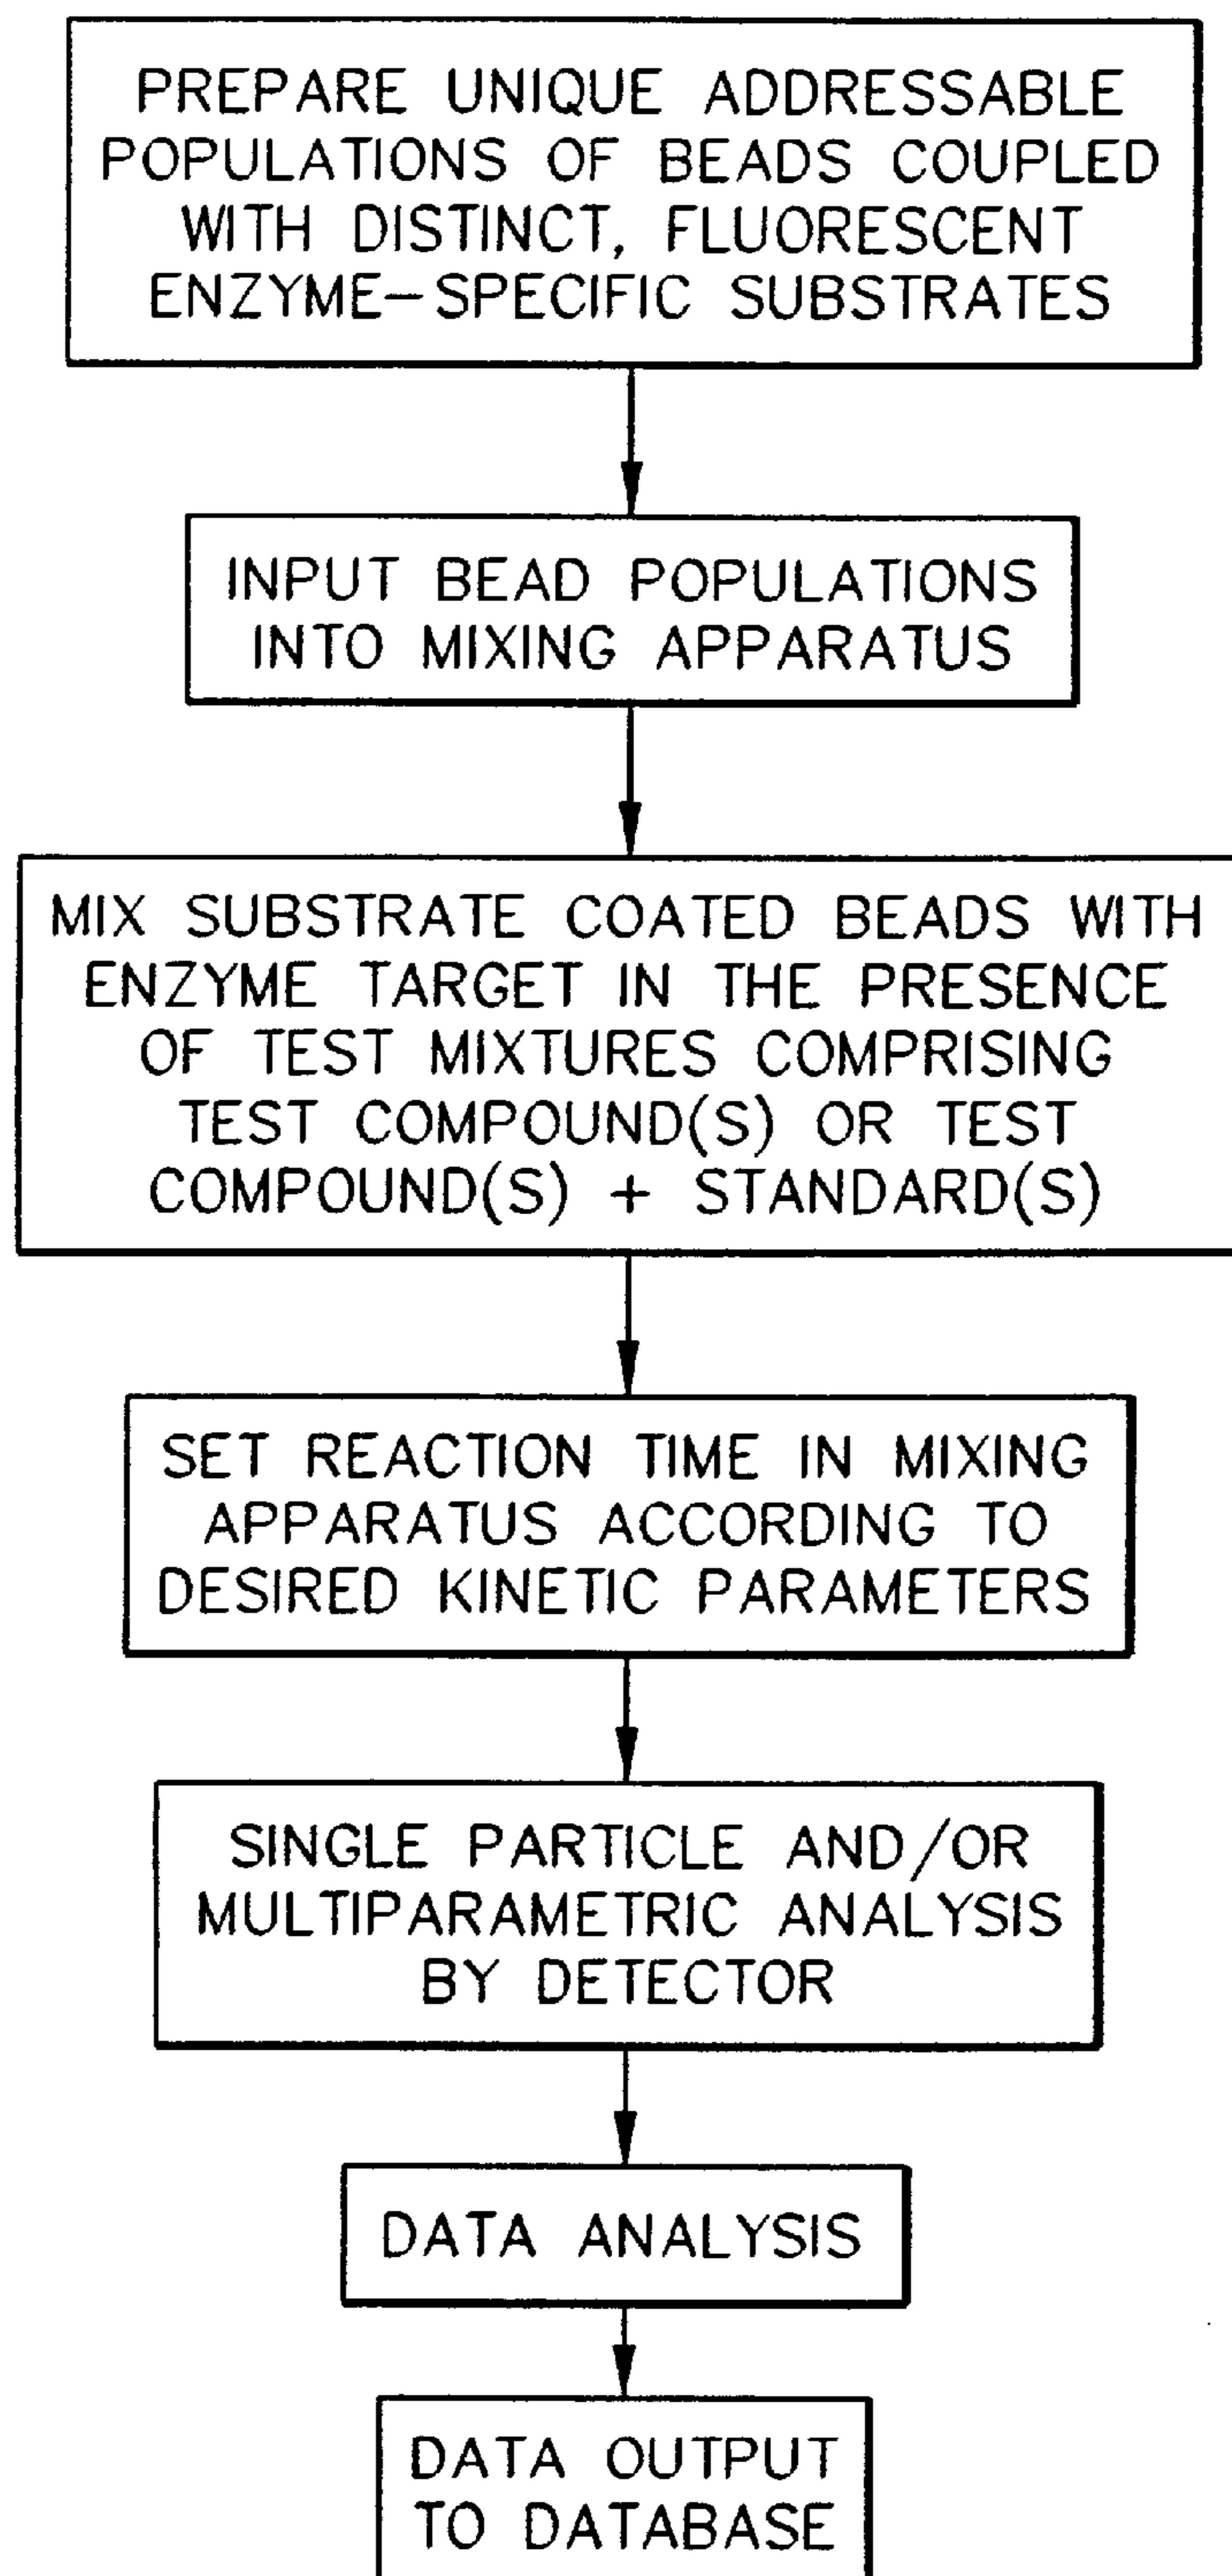 PREPARE UNIQUE ADDRESSABLE
POPULATIONS OF BEADS COUPLED
WITH DISTINCT, FLUORESCENT
ENZYME-SPECIFIC SUBSTRATES
INPUT BEAD POPULATIONS
INTO MIXING APPARATUS
MIX SUBSTRATE COATED BEADS WITH
ENZYME TARGET IN THE PRESENCE
OF TEST MIXTURES COMPRISING
TEST COMPOUND(S) OR TEST
COMPOUND(S) + STANDARD(S)
SET REACTION TIME IN MIXING
APPARATUS ACCORDING TO
DESIRED KINETIC PARAMETERS
SINGLE PARTICLE AND/OR
MULTIPARAMETRIC ANALYSIS
BY DETECTOR
DATA ANALYSIS
DATA OUTPUT
TO DATABASE